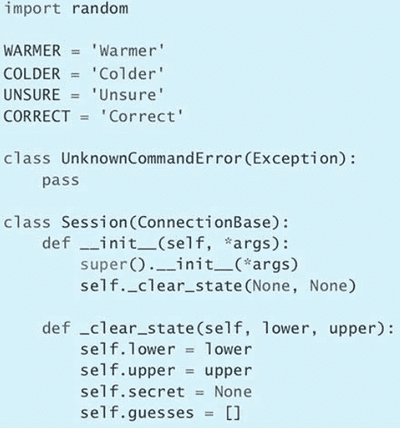 import random

WARMER = 'Warmer'
COLDER = 'Colder'
UNSURE = 'Unsure'
CORRECT = 'Correct'

class UnknownCommandError(Exception):
    pass

class Session(ConnectionBase):
    def __init__(self, *args):
        super().__init__(*args)
        self._clear_state(None, None)

    def _clear_state(self, lower, upper):
        self.lower = lower
        self.upper = upper
        self.secret = None
        self.guesses = []